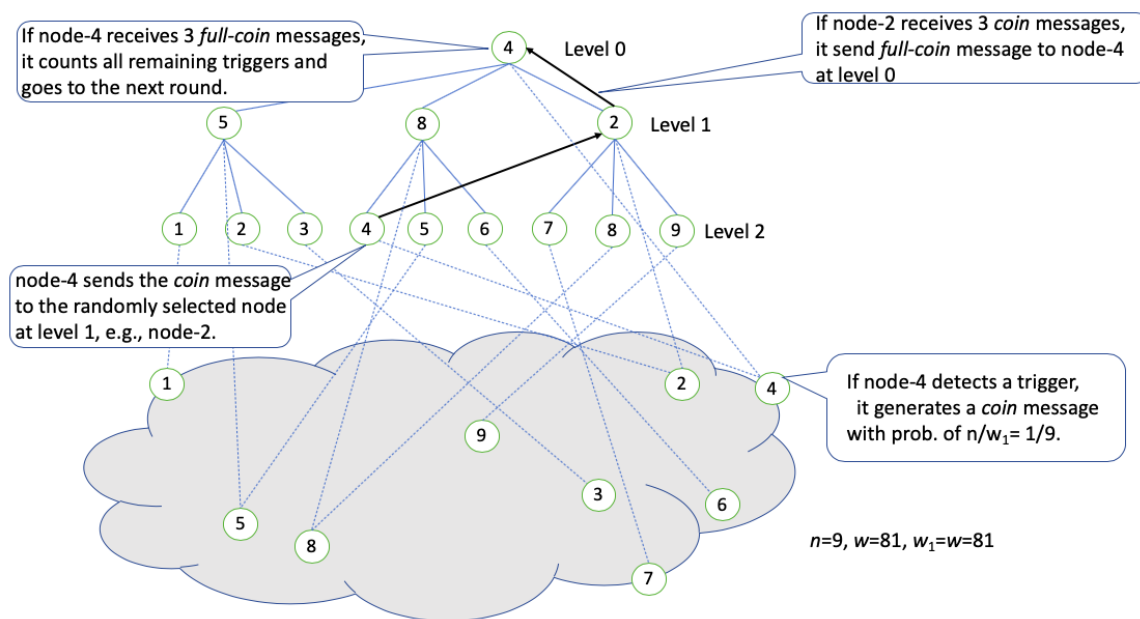 If node-4 receives 3 full-coin messages,
it counts all remaining triggers and
goes to the next round.
4
Level 0
If node-2 receives 3 coin messages,
it send full-coin message to node-4
at level 0
5
8
2
Level 1
1
2
3
4
5
6
7
8
9
Level 2
node-4 sends the coin message
to the randomly selected node
at level 1, e.g., node-2.
1
2
4
If node-4 detects a trigger,
it generates a coin message
with prob. of n/w₁= 1/9.
9
3
6
5
8
n=9, w=81, w₁=w=81
7